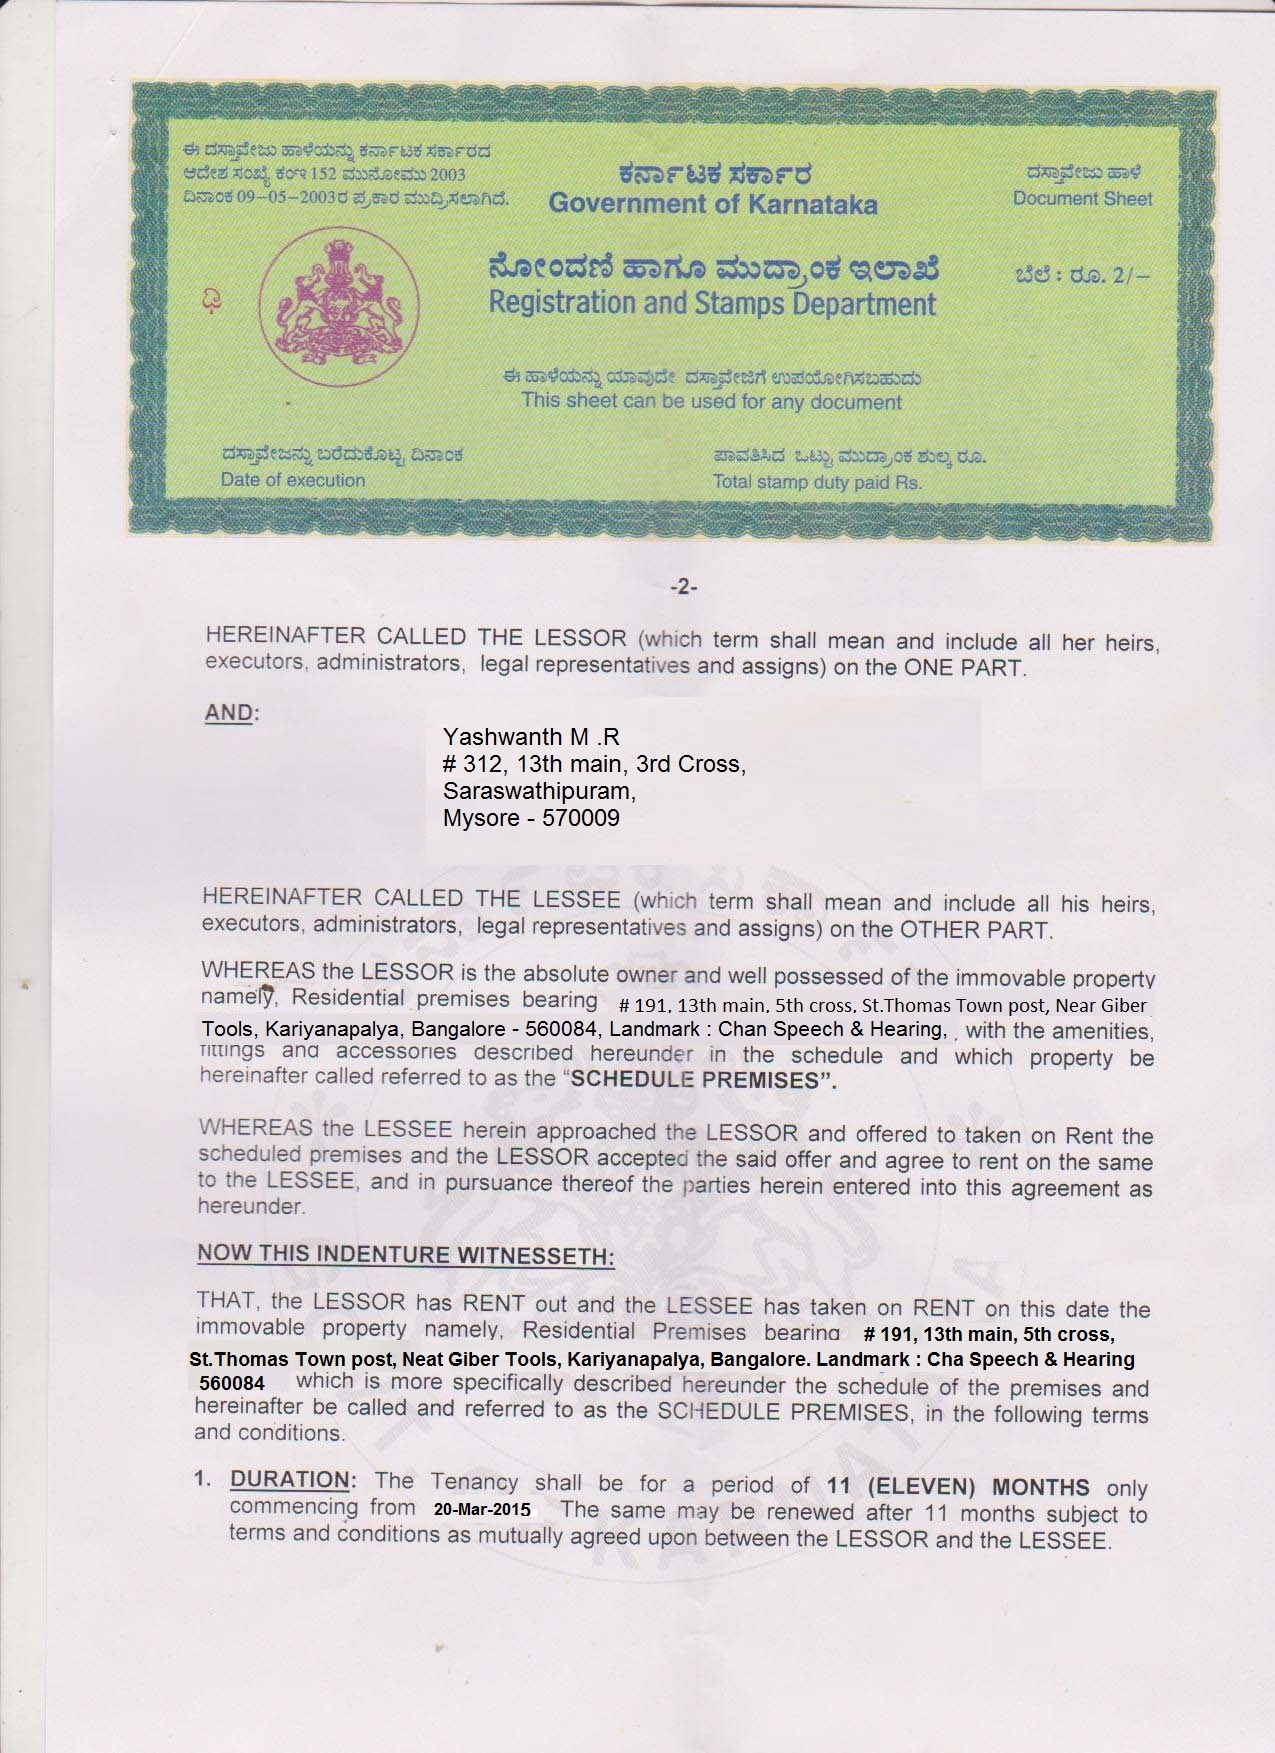 ಈ ದಸ್ತಾವೇಜು ಹಾಳೆಯನ್ನು ಕರ್ನಾಟಕ ಸರ್ಕಾರದ
ಆದೇಶ ಸಂಖ್ಯೆ ಕಂಇ 152 ಮುನೋಮು 2003
ದಿನಾಂಕ 09-05-2003ರ ಪ್ರಕಾರ ಮುದ್ರಿಸಲಾಗಿದೆ.
ಕರ್ನಾಟಕ ಸರ್ಕಾರ
Government of Karnataka
ದಸ್ತಾವೇಜು ಹಾಳೆ
Document Sheet
ನೋಂದಣಿ ಹಾಗೂ ಮುದ್ರಾಂಕ ಇಲಾಖೆ
Registration and Stamps Department
ಬೆಲೆ : ರೂ. 2/-
ಈ ಹಾಳೆಯನ್ನು ಯಾವುದೇ ದಸ್ತಾವೇಜಿಗೆ ಉಪಯೋಗಿಸಬಹುದು
This sheet can be used for any document
ದಸ್ತಾವೇಜನ್ನು ಬರೆದುಕೊಟ್ಟ ದಿನಾಂಕ
Date of execution
ಪಾವತಿಸಿದ ಒಟ್ಟು ಮುದ್ರಾಂಕ ಶುಲ್ಕ ರೂ.
Total stamp duty paid Rs.
-2-
HEREINAFTER CALLED THE LESSOR (which term shall mean and include all her heirs,
executors, administrators, legal representatives and assigns) on the ONE PART.
AND:
Yashwanth M .R
# 312, 13th main, 3rd Cross,
Saraswathipuram,
Mysore - 570009
HEREINAFTER CALLED THE LESSEE (which term shall mean and include all his heirs,
executors, administrators, legal representatives and assigns) on the OTHER PART.
WHEREAS the LESSOR is the absolute owner and well possessed of the immovable property
namely, Residential premises bearing # 191, 13th main, 5th cross, St.Thomas Town post, Near Giber
Tools, Kariyanapalya, Bangalore - 560084, Landmark : Chan Speech & Hearing, , with the amenities,
fittings and accessories described hereunder in the schedule and which property be
hereinafter called referred to as the “SCHEDULE PREMISES”.
WHEREAS the LESSEE herein approached the LESSOR and offered to taken on Rent the
scheduled premises and the LESSOR accepted the said offer and agree to rent on the same
to the LESSEE, and in pursuance thereof the parties herein entered into this agreement as
hereunder.
NOW THIS INDENTURE WITNESSETH:
THAT, the LESSOR has RENT out and the LESSEE has taken on RENT on this date the
immovable property namely, Residential Premises bearing # 191, 13th main, 5th cross,
St.Thomas Town post, Neat Giber Tools, Kariyanapalya, Bangalore. Landmark : Cha Speech & Hearing
560084 which is more specifically described hereunder the schedule of the premises and
hereinafter be called and referred to as the SCHEDULE PREMISES, in the following terms
and conditions.
1. DURATION: The Tenancy shall be for a period of 11 (ELEVEN) MONTHS only
commencing from 20-Mar-2015 The same may be renewed after 11 months subject to
terms and conditions as mutually agreed upon between the LESSOR and the LESSEE.